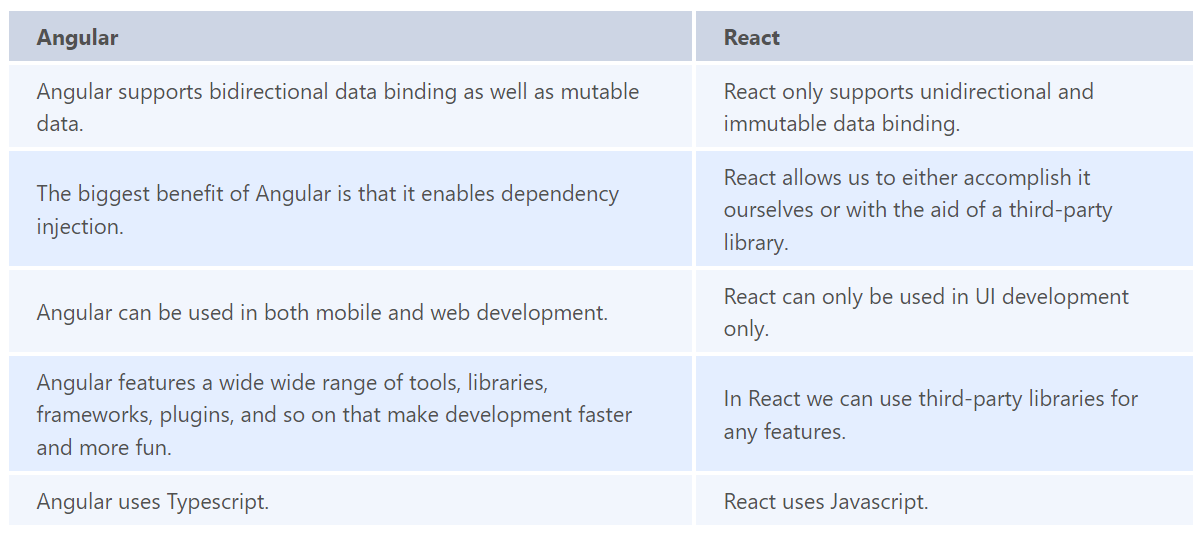 Angular
React
Angular supports bidirectional data binding as well as mutable
data.
React only supports unidirectional and
immutable data binding.
The biggest benefit of Angular is that it enables dependency
injection.
React allows us to either accomplish it
ourselves or with the aid of a third-party
library.
Angular can be used in both mobile and web development.
React can only be used in UI development
only.
Angular features a wide wide range of tools, libraries,
frameworks, plugins, and so on that make development faster
and more fun.
In React we can use third-party libraries for
any features.
Angular uses Typescript.
React uses Javascript.